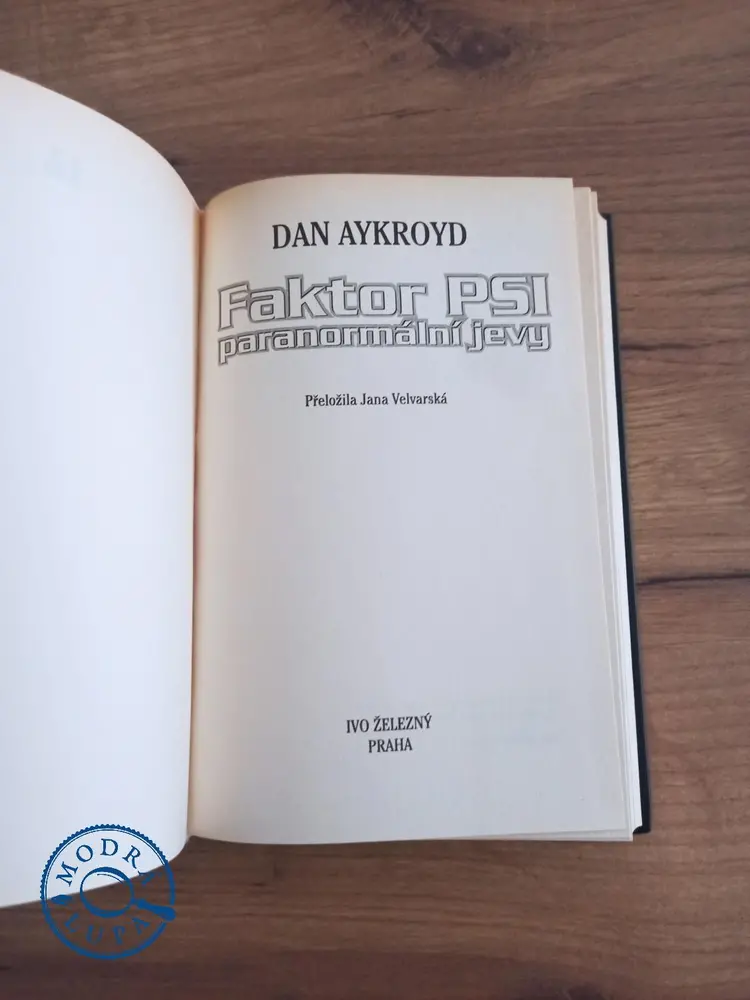 DAN AYKROYD
Faktor PSI
paranormální jevy
Přeložila Jana Velvarská
IVO ŽELEZNÝ
PRAHA
MODRÁ
LUPA